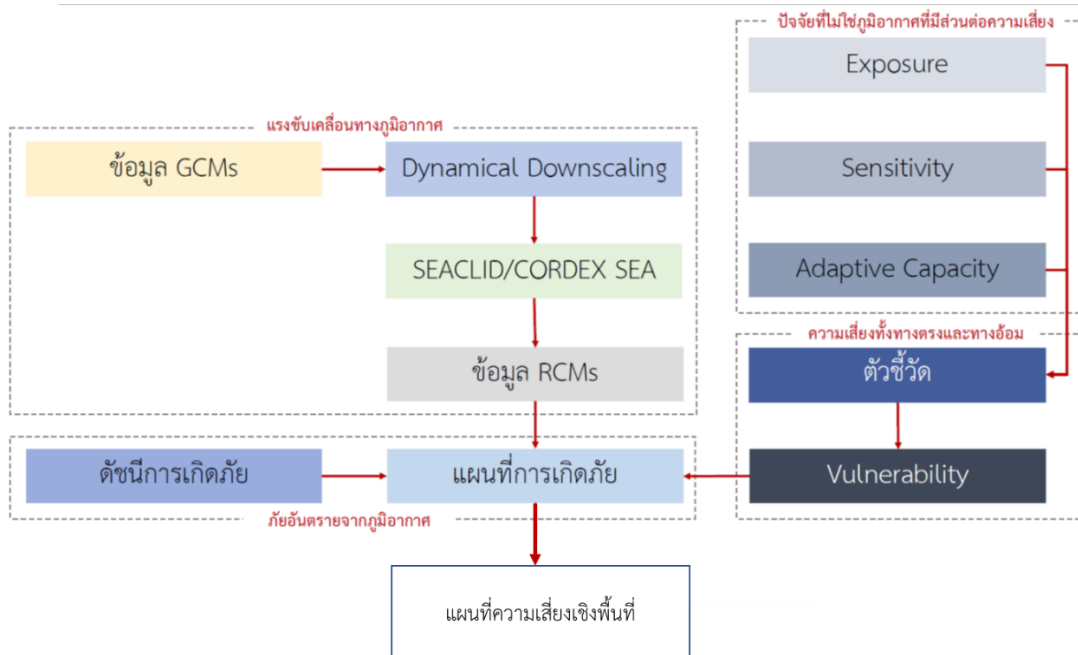 ปัจจัยที่ไม่ใช่ภูมิอากาศที่มีส่วนต่อความเสี่ยง
Exposure
แรงขับเคลื่อนทางภูมิอากาศ
ข้อมูล GCMs
Dynamical Downscaling
Sensitivity
SEACLID/CORDEX SEA
Adaptive Capacity
ความเสี่ยงทั้งทางตรงและทางอ้อม
ข้อมูล RCMs
ตัวชี้วัด
ดัชนีการเกิดภัย
แผนที่การเกิดภัย
Vulnerability
ภัยอันตรายจากภูมิอากาศ
แผนที่ความเสี่ยงเชิงพื้นที่